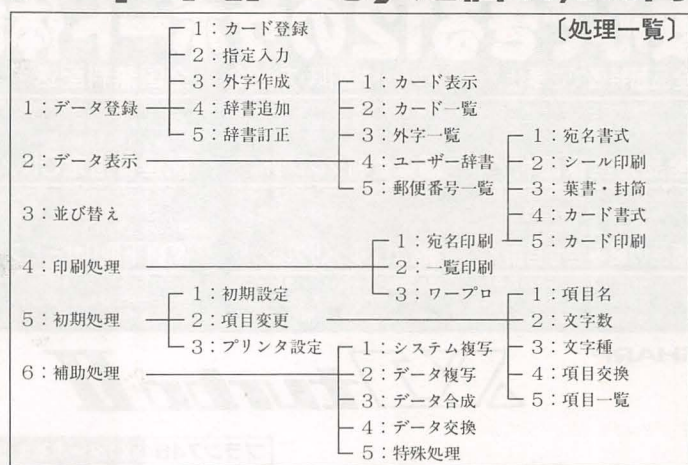 〔処理一覧〕
1：データ登録
1：カード登録
2：指定入力
3：外字作成
4：辞書追加
5：辞書訂正
2：データ表示
1：カード表示
2：カード一覧
3：外字一覧
4：ユーザー辞書
5：郵便番号一覧
3：並び替え
4：印刷処理
1：宛名印刷
1：宛名書式
2：シール印刷
3：葉書・封筒
4：カード書式
5：カード印刷
2：一覧印刷
3：ワープロ
5：初期処理
1：初期設定
2：項目変更
1：項目名
2：文字数
3：文字種
4：項目交換
5：項目一覧
3：プリンタ設定
6：補助処理
1：システム複写
2：データ複写
3：データ合成
4：データ交換
5：特殊処理